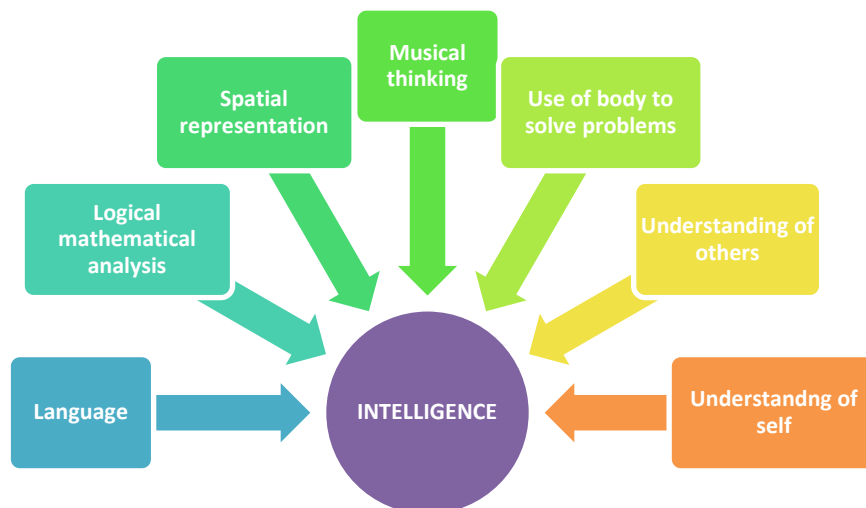 Musical
thinking
Spatial
representation
Use of body to
solve problems
Logical
mathematical
analysis
Understanding of
others
Language
INTELLIGENCE
Understandng of
self